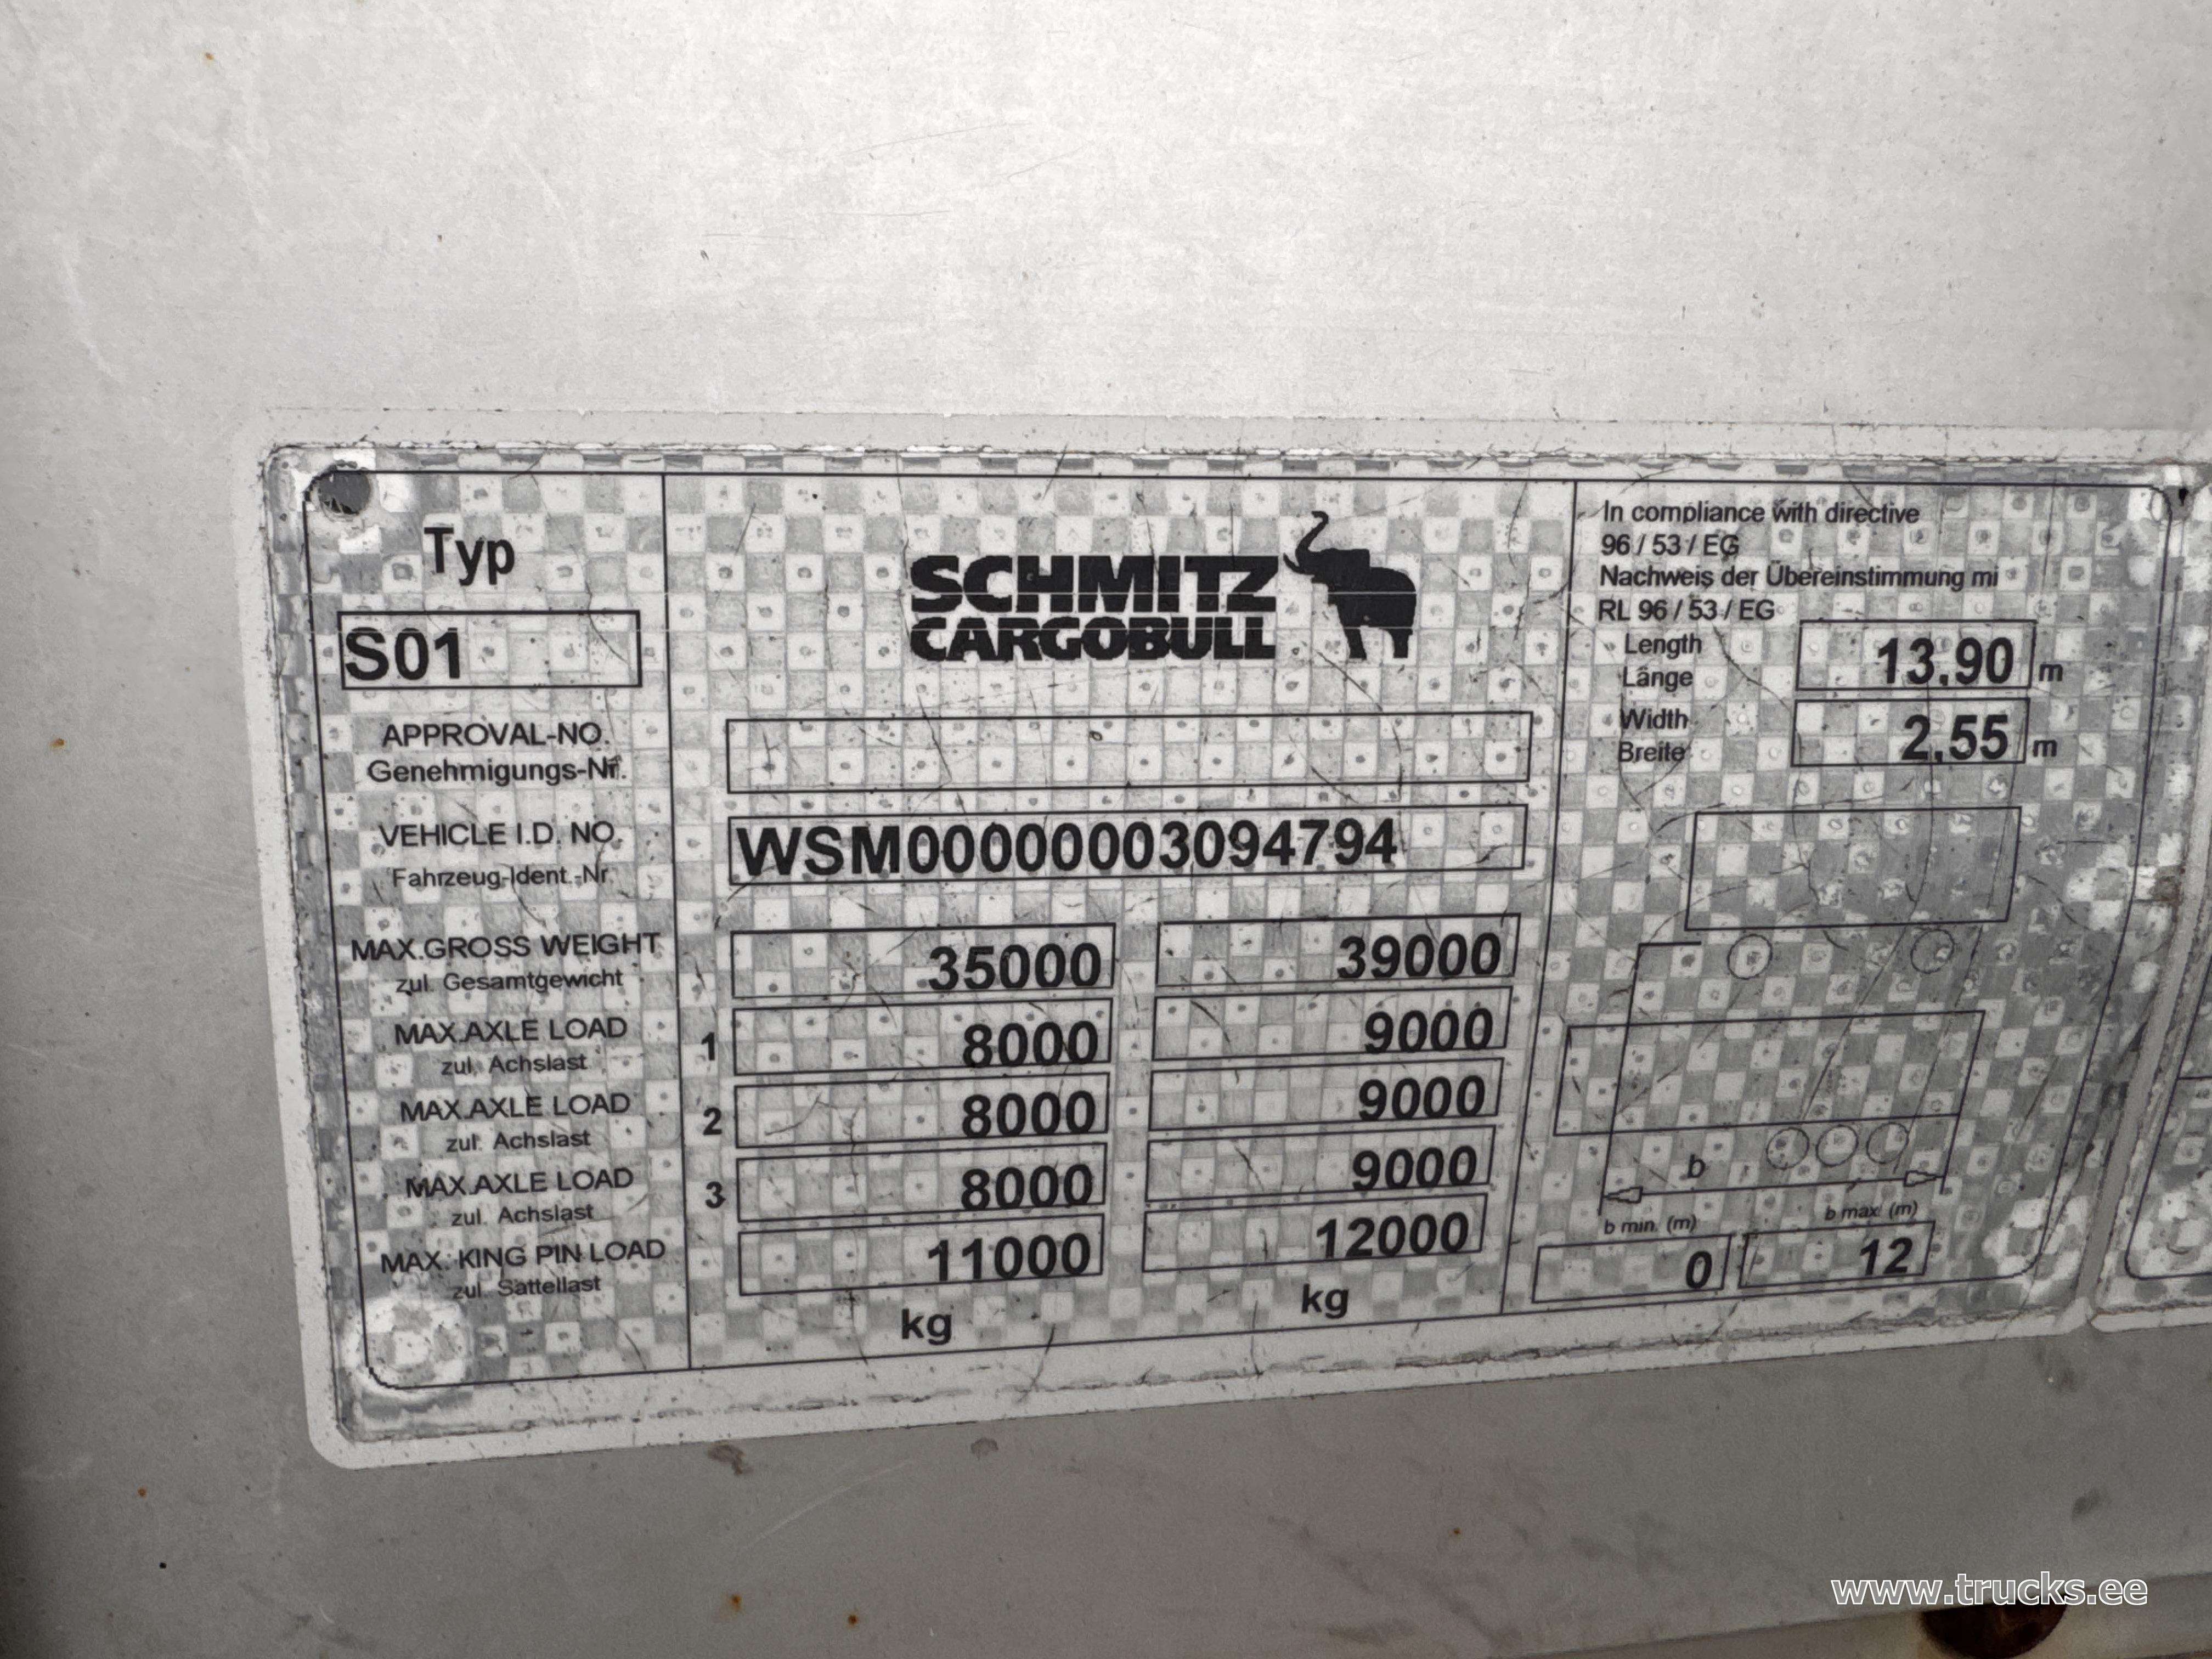 Typ
S01
SCHMITZ
CARGOBULL
In compliance with directive
96 / 53 / EG
Nachweis der Übereinstimmung mi
RL 96 / 53 / EG
Length
Länge
13,90 m
Width
Breite
2,55 m
APPROVAL-NO.
Genehmigungs-Nr.
VEHICLE I.D. NO.
Fahrzeug-Ident.-Nr.
WSM00000003094794
MAX.GROSS WEIGHT
zul. Gesamtgewicht
35000 39000
MAX.AXLE LOAD
zul. Achslast
1 8000 9000
MAX.AXLE LOAD
zul. Achslast
2 8000 9000
MAX.AXLE LOAD
zul. Achslast
3 8000 9000
MAX. KING PIN LOAD
zul. Sattellast
11000 12000
kg kg
b
b min. (m) b max. (m)
0 12
www.trucks.ee